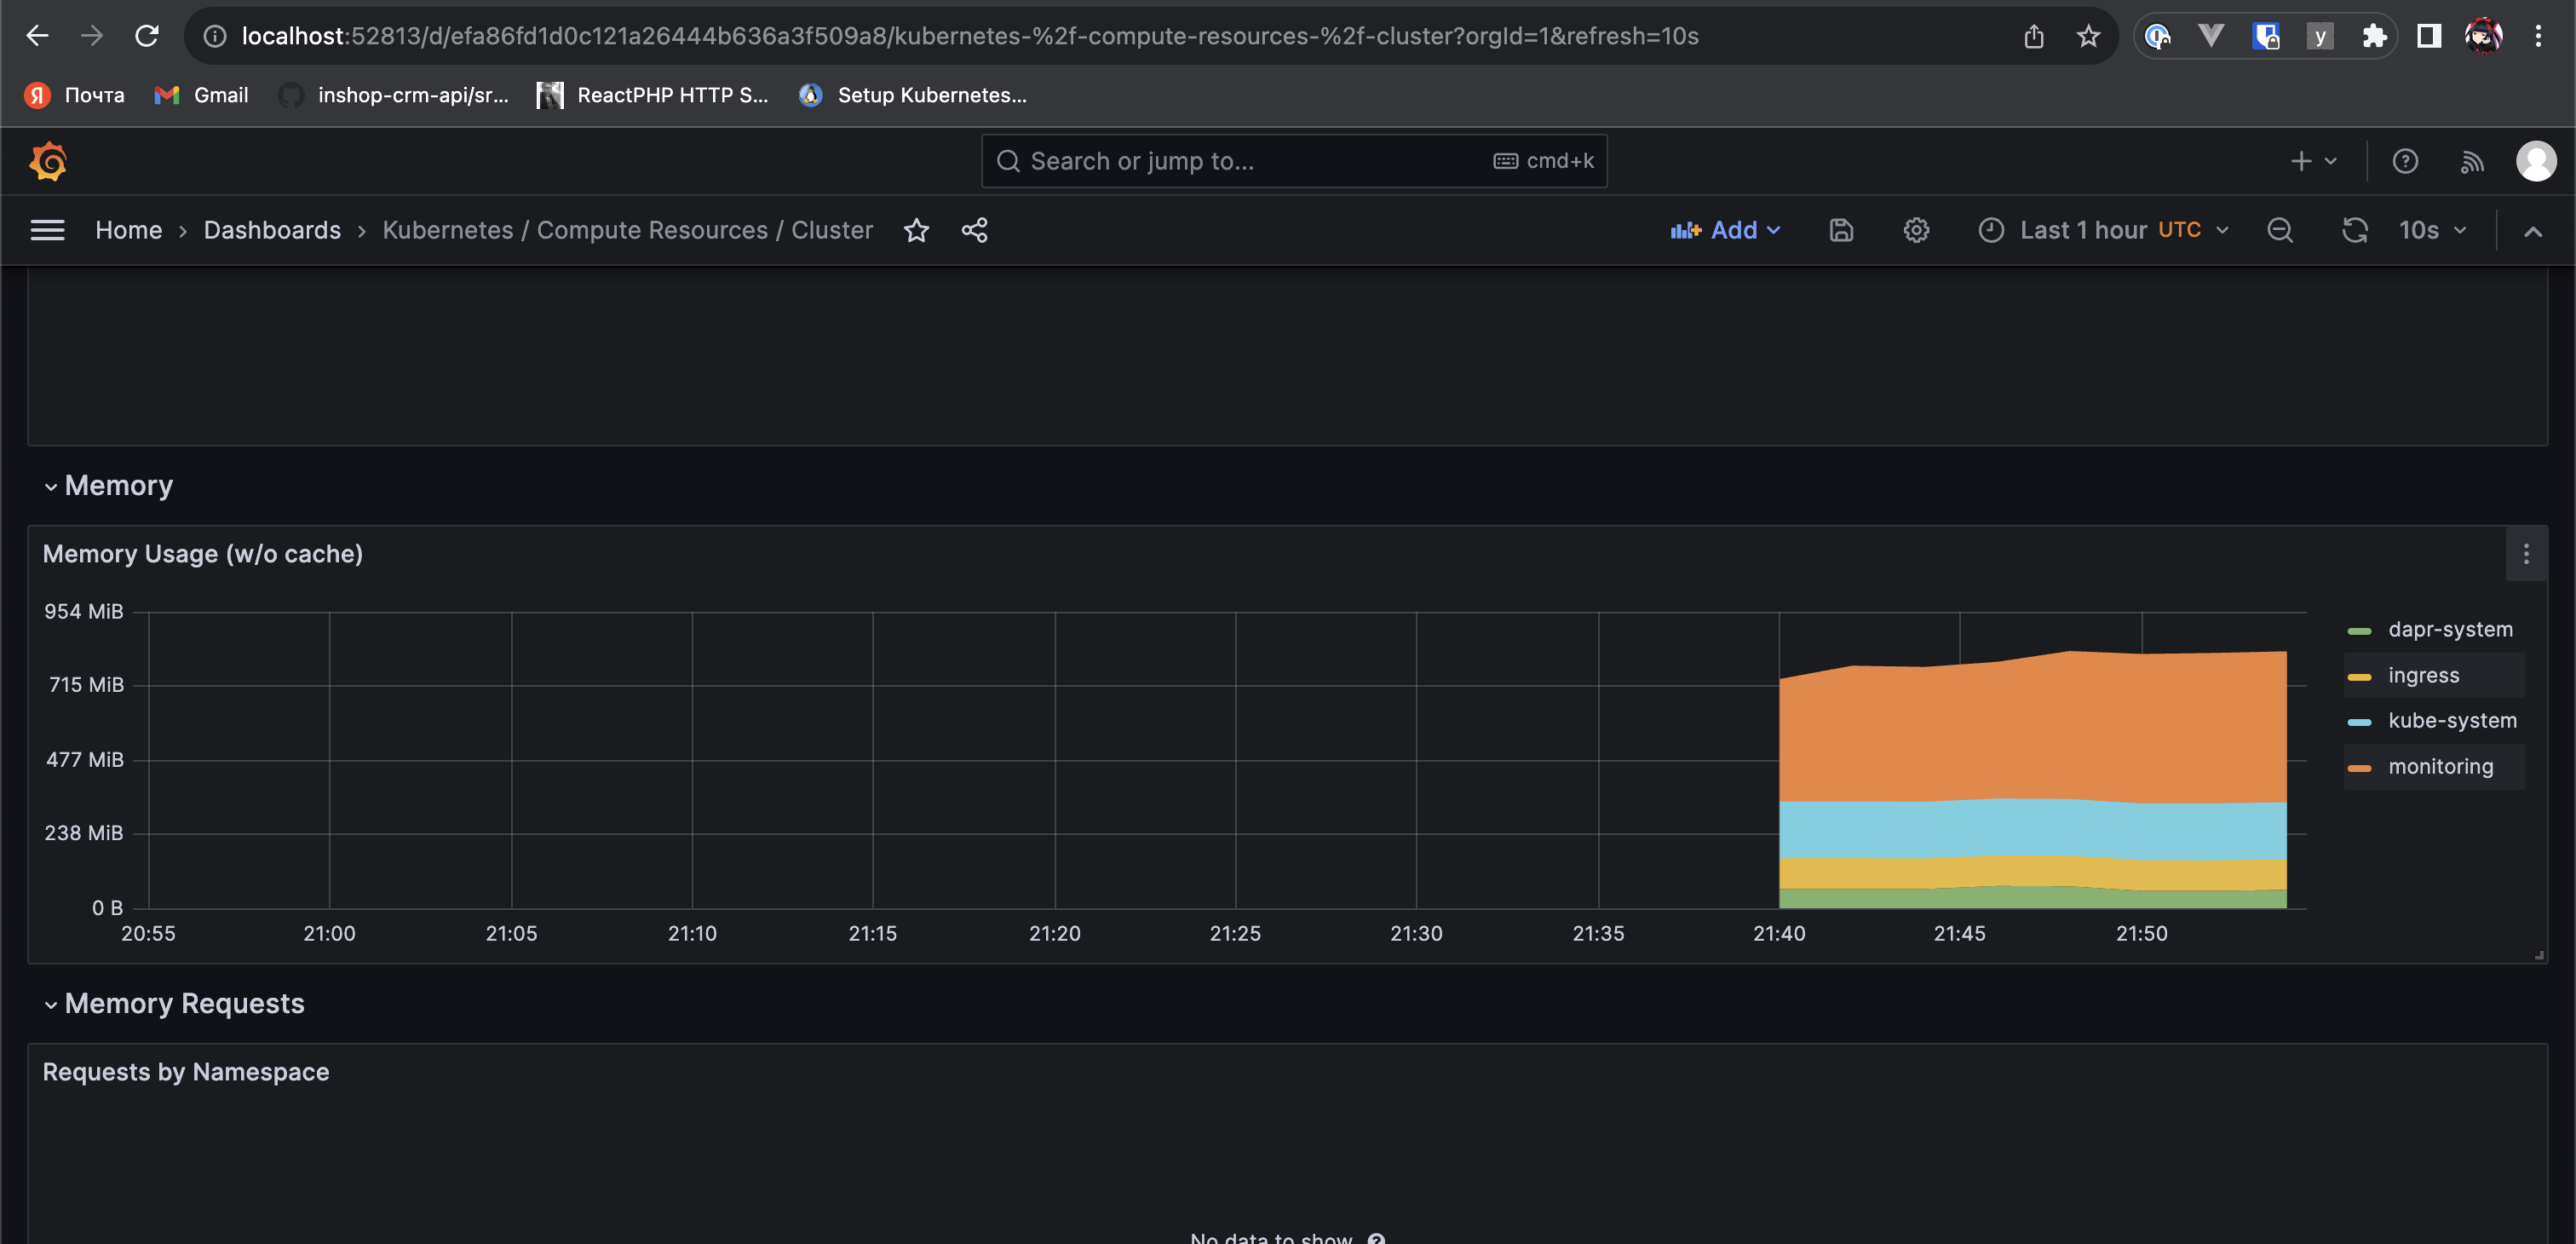 localhost:52813/d/efa86fd1d0c121a26444b636a3f509a8/kubernetes-%2f-compute-resources-%2f-cluster?orgId=1&refresh=10s
y
Я Почта Gmail inshop-crm-api/sr... ReactPHP HTTP S... Setup Kubernetes...
Search or jump to... cmd+k
Home > Dashboards > Kubernetes / Compute Resources / Cluster Add Last 1 hour UTC 10s
Memory
Memory Usage (w/o cache)
954 MiB
715 MiB
477 MiB
238 MiB
0 B
20:55 21:00 21:05 21:10 21:15 21:20 21:25 21:30 21:35 21:40 21:45 21:50
dapr-system
ingress
kube-system
monitoring
Memory Requests
Requests by Namespace
No data to show